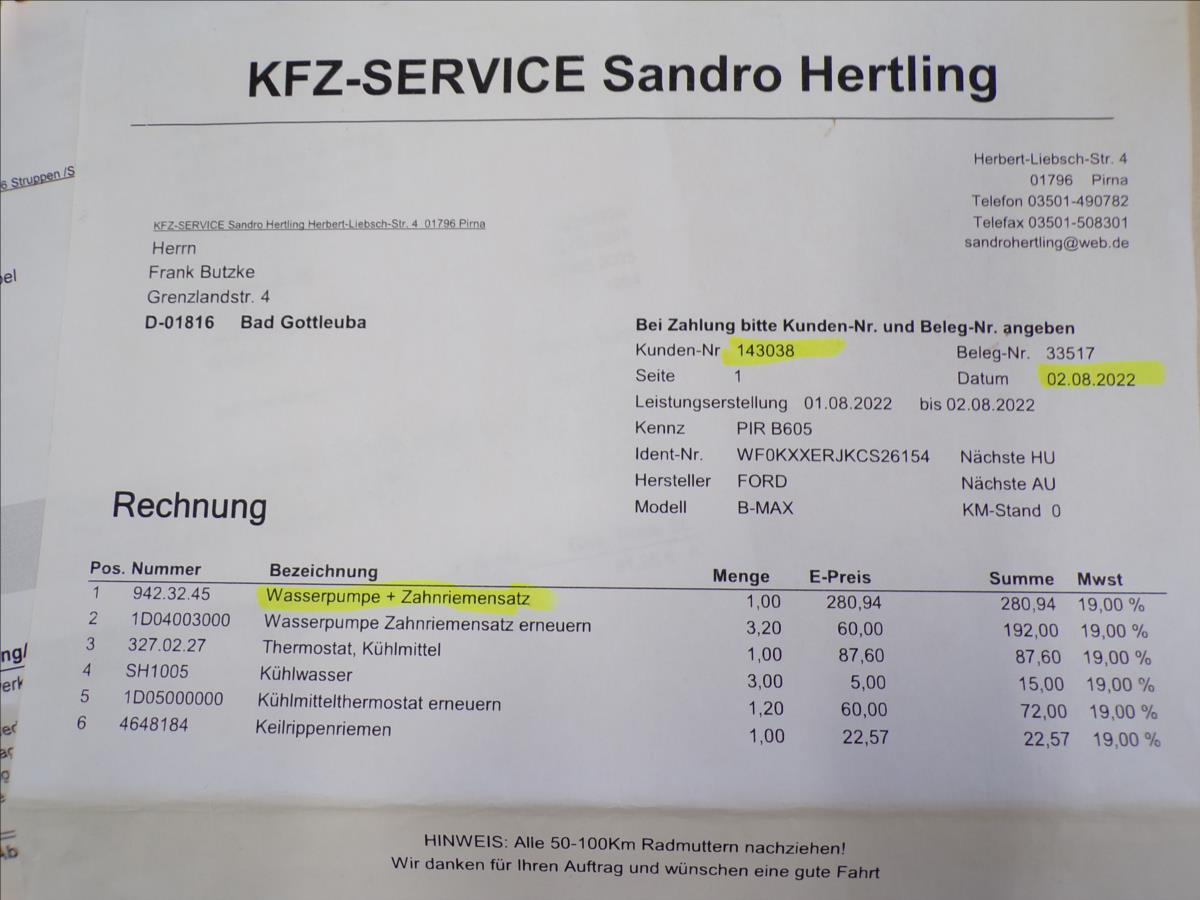 KFZ-SERVICE Sandro Hertling
6 Struppen /S
Herbert-Liebsch-Str. 4
01796 Pirna
Telefon 03501-490782
Telefax 03501-508301
sandrohertling@web.de
KFZ-SERVICE Sandro Hertling Herbert-Liebsch-Str. 4 01796 Pirna
Herrn
Frank Butzke
Grenzlandstr. 4
D-01816 Bad Gottleuba
Bei Zahlung bitte Kunden-Nr. und Beleg-Nr. angeben
Kunden-Nr 143038 Beleg-Nr. 33517
Seite 1 Datum 02.08.2022
Leistungserstellung 01.08.2022 bis 02.08.2022
Kennz PIR B605
Ident-Nr. WF0KXXERJKCS26154 Nächste HU
Hersteller FORD Nächste AU
Modell B-MAX KM-Stand 0
Rechnung
Pos. Nummer Bezeichnung Menge E-Preis Summe Mwst
1 942.32.45 Wasserpumpe + Zahnriemensatz 1,00 280,94 280,94 19,00 %
2 1D04003000 Wasserpumpe Zahnriemensatz erneuern 3,20 60,00 192,00 19,00 %
3 327.02.27 Thermostat, Kühlmittel 1,00 87,60 87,60 19,00 %
4 SH1005 Kühlwasser 3,00 5,00 15,00 19,00 %
5 1D05000000 Kühlmittelthermostat erneuern 1,20 60,00 72,00 19,00 %
6 4648184 Keilrippenriemen 1,00 22,57 22,57 19,00 %
HINWEIS: Alle 50-100Km Radmuttern nachziehen!
Wir danken für Ihren Auftrag und wünschen eine gute Fahrt